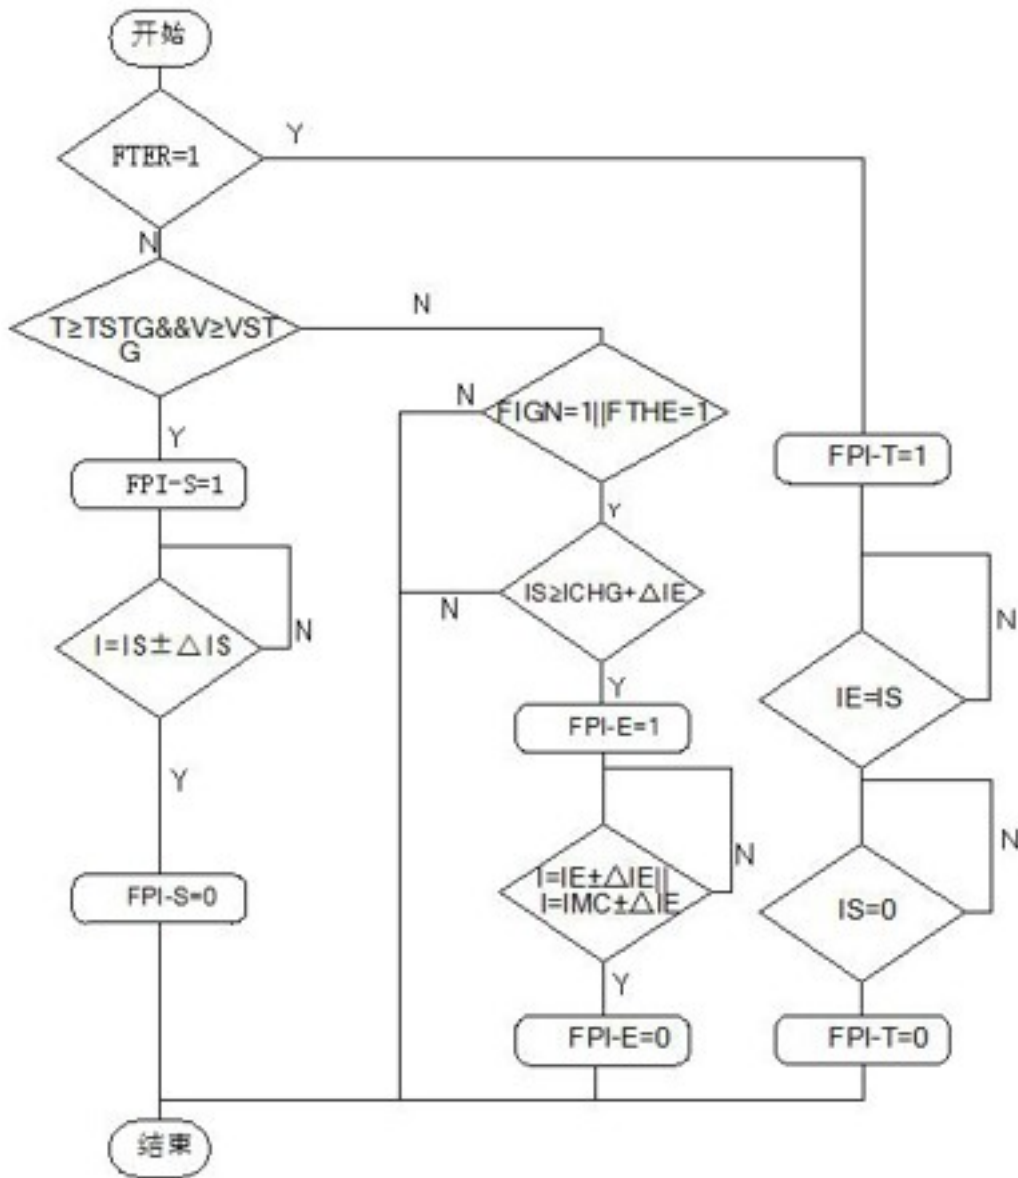 开始
Y
FTER=1
N
T≥TSTG&&V≥VST
G
N
N
FIGN=1||FTHE=1
Y
FPI-S=1
FPI-T=1
Y
IS≥ICHG+△IE
N
I=IS±△IS
N
N
IE=IS
Y
FPI-E=1
Y
N
I=IE±△IE||
I=IMC±△IE
N
FPI-S=0
IS=0
Y
FPI-E=0
FPI-T=0
结束